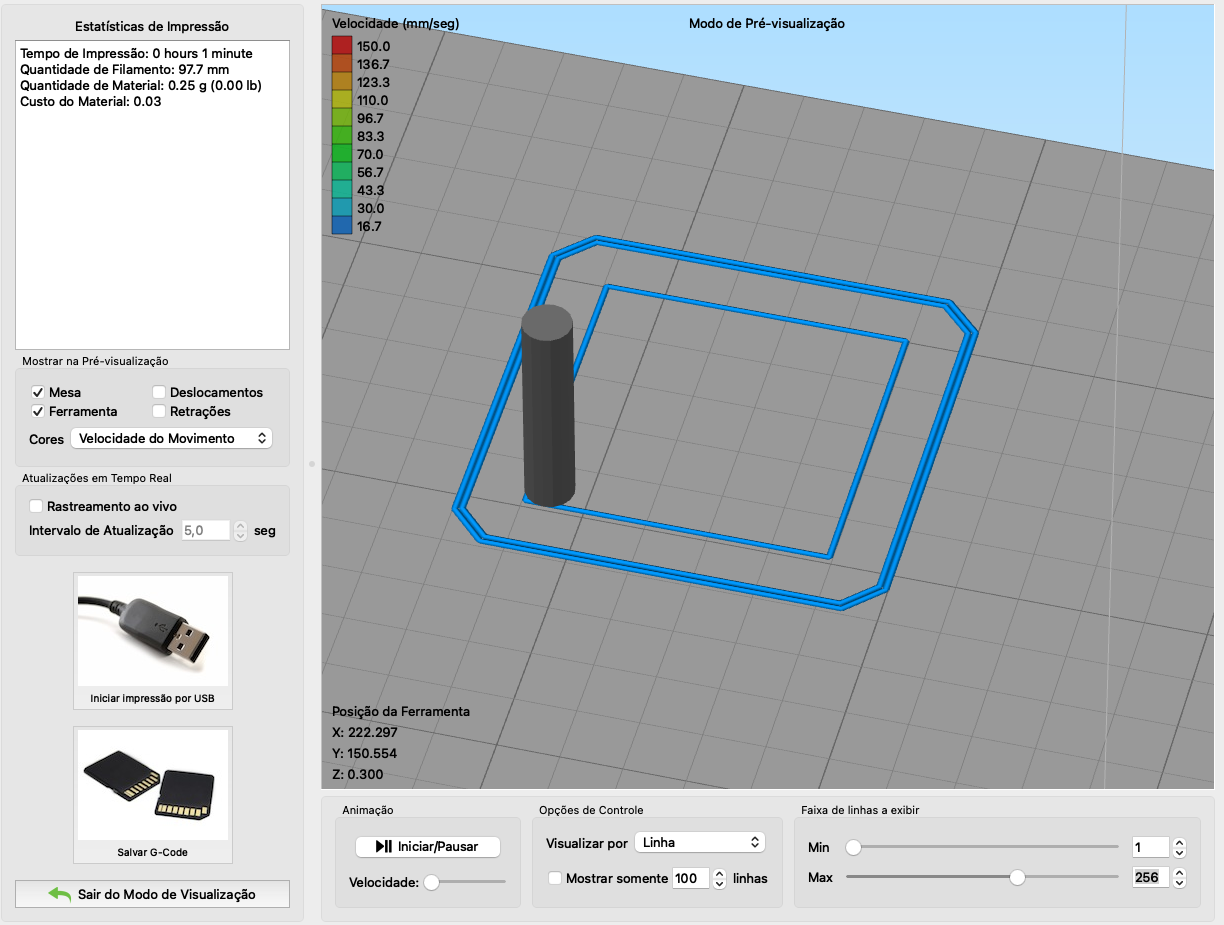 Estatísticas de Impressão
Tempo de Impressão: 0 hours 1 minute
Quantidade de Filamento: 97.7 mm
Quantidade de Material: 0.25 g (0.00 lb)
Custo do Material: 0.03
Mostrar na Pré-visualização
Mesa
Deslocamentos
Ferramenta
Retrações
Cores
Velocidade do Movimento
Atualizações em Tempo Real
Rastreamento ao vivo
Intervalo de Atualização 5,0 seg
Iniciar impressão por USB
Salvar G-Code
Sair do Modo de Visualização
Velocidade (mm/seg)
Modo de Pré-visualização
150.0
136.7
123.3
110.0
96.7
83.3
70.0
56.7
43.3
30.0
16.7
Posição da Ferramenta
X: 222.297
Y: 150.554
Z: 0.300
Animação
Iniciar/Pausar
Velocidade:
Opções de Controle
Visualizar por Linha
Mostrar somente 100 linhas
Faixa de linhas a exibir
Min 1
Max 256